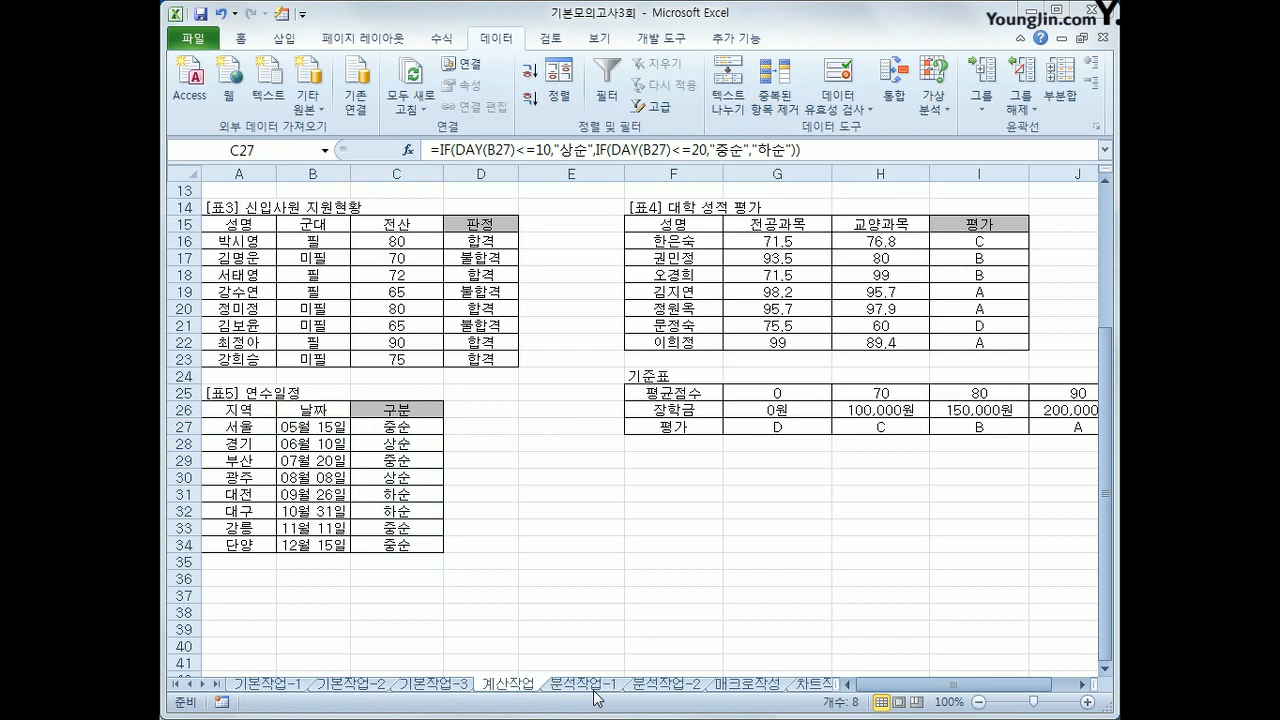 기본모의고사3회 - Microsoft Excel
YoungJin.com Y.
파일 홈 삽입 페이지 레이아웃 수식 데이터 검토 보기 개발 도구 추가 기능
Access 웹 텍스트 기타 원본 기존 연결 모두 새로 고침 연결 속성 연결 편집 정렬 필터 지우기 다시 적용 고급 텍스트 나누기 중복된 항목 제거 데이터 유효성 검사 통합 가상 분석 그룹 그룹 해제 부분합
외부 데이터 가져오기 연결 정렬 및 필터 데이터 도구 윤곽선
C27 fx =IF(DAY(B27)<=10,"상순",IF(DAY(B27)<=20,"중순","하순"))
A B C D E F G H I J
13
14 [표3] 신입사원 지원현황 [표4] 대학 성적 평가
15 성명 군대 전산 판정 성명 전공과목 교양과목 평가
16 박시영 필 80 합격 한은숙 71.5 76.8 C
17 김명운 미필 70 불합격 권민정 93.5 80 B
18 서태영 필 72 합격 오경희 71.5 99 B
19 강수연 필 65 불합격 김지연 98.2 95.7 A
20 정미정 미필 80 합격 정원옥 95.7 97.9 A
21 김보윤 미필 65 불합격 문정숙 75.5 60 D
22 최정아 필 90 합격 이희정 99 89.4 A
23 강희승 미필 75 합격
24 기준표
25 [표5] 연수일정 평균점수 0 70 80 90
26 지역 날짜 구분 장학금 0원 100,000원 150,000원 200,000
27 서울 05월 15일 중순 평가 D C B A
28 경기 06월 10일 상순
29 부산 07월 20일 중순
30 광주 08월 08일 상순
31 대전 09월 26일 하순
32 대구 10월 31일 하순
33 강릉 11월 11일 중순
34 단양 12월 15일 중순
35
36
37
38
39
40
41
기본작업-1 기본작업-2 기본작업-3 계산작업 분석작업-1 분석작업-2 매크로작성 차트작
준비 개수: 8 100%